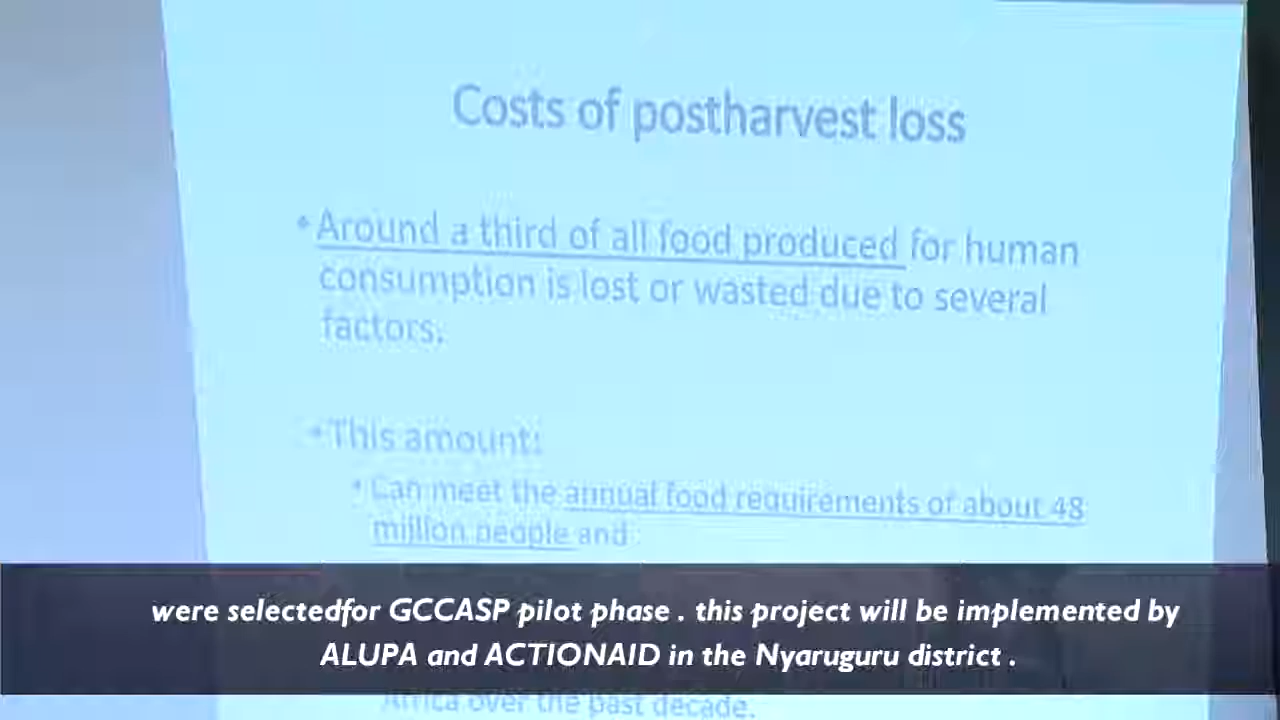 Costs of postharvest loss
• Around a third of all food produced for human
consumption is lost or wasted due to several
factors.
• This amount:
• Can meet the annual food requirements of about 48
million people and
were selectedfor GCCASP pilot phase . this project will be implemented by
ALUPA and ACTIONAID in the Nyaruguru district .
Africa over the past decade.